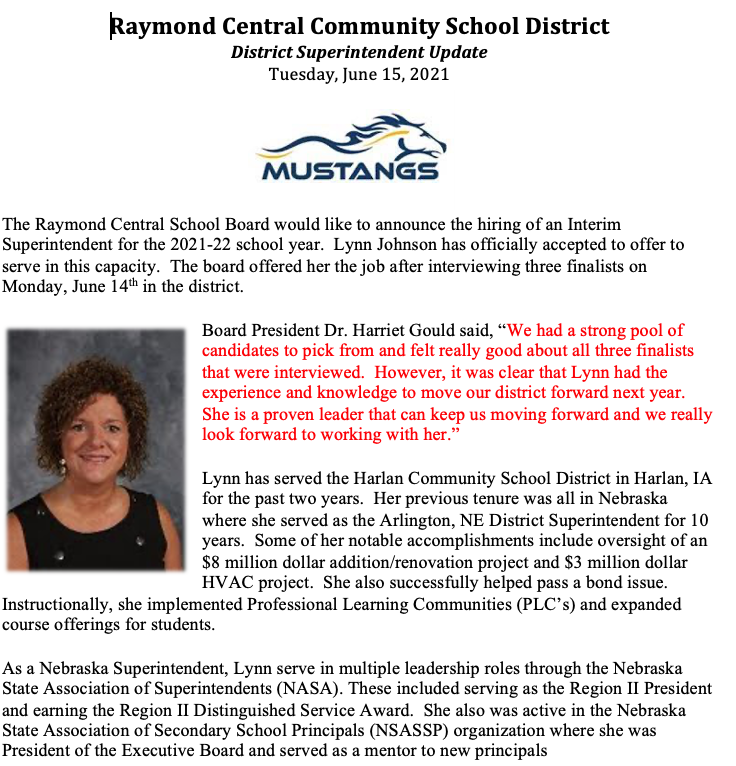 Raymond Central Community School District
District Superintendent Update
Tuesday, June 15, 2021
MUSTANGS
The Raymond Central School Board would like to announce the hiring of an Interim
Superintendent for the 2021-22 school year.  Lynn Johnson has officially accepted to offer to
serve in this capacity.  The board offered her the job after interviewing three finalists on
Monday, June 14th in the district.
Board President Dr. Harriet Gould said, “We had a strong pool of
candidates to pick from and felt really good about all three finalists
that were interviewed.  However, it was clear that Lynn had the
experience and knowledge to move our district forward next year.
She is a proven leader that can keep us moving forward and we really
look forward to working with her.”
Lynn has served the Harlan Community School District in Harlan, IA
for the past two years.  Her previous tenure was all in Nebraska
where she served as the Arlington, NE District Superintendent for 10
years.  Some of her notable accomplishments include oversight of an
$8 million dollar addition/renovation project and $3 million dollar
HVAC project.  She also successfully helped pass a bond issue.
Instructionally, she implemented Professional Learning Communities (PLC’s) and expanded
course offerings for students.
As a Nebraska Superintendent, Lynn serve in multiple leadership roles through the Nebraska
State Association of Superintendents (NASA). These included serving as the Region II President
and earning the Region II Distinguished Service Award.  She also was active in the Nebraska
State Association of Secondary School Principals (NSASSP) organization where she was
President of the Executive Board and served as a mentor to new principals